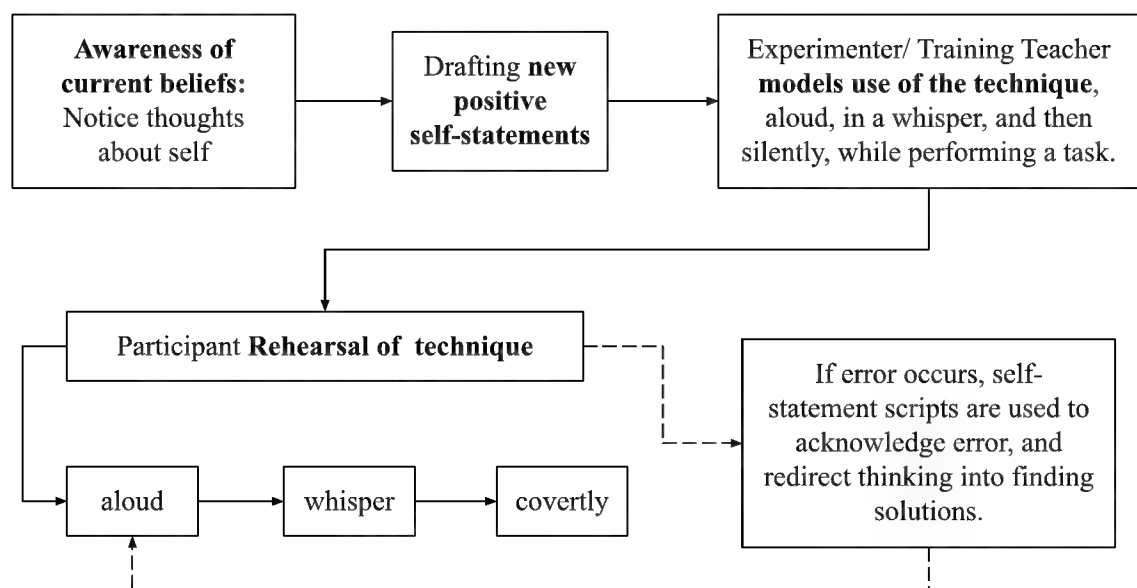 Awareness of
current beliefs:
Notice thoughts
about self
Drafting new
positive
self-statements
Experimenter/ Training Teacher
models use of the technique,
aloud, in a whisper, and then
silently, while performing a task.
Participant Rehearsal of technique
If error occurs, self-
statement scripts are used to
acknowledge error, and
redirect thinking into finding
solutions.
aloud
whisper
covertly